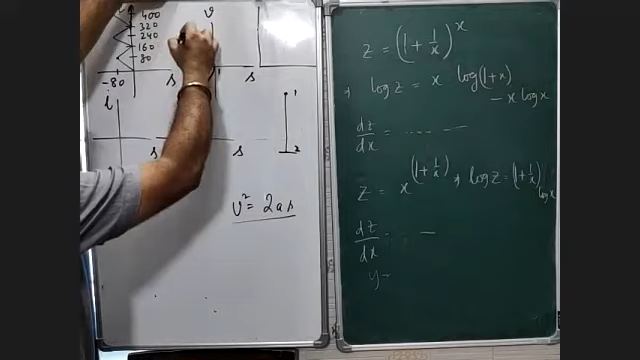 400
v
320
240
160
80
-80
s
s
i
1
s
s
2
v² = 2as
z = (1 + 1/x)^x
log z = x log(1+x)
- x log x
dz/dx = ..... —
z = x^(1 + 1/x) ⇒ log z = (1 + 1/x) log x
dz/dx .. —
y =